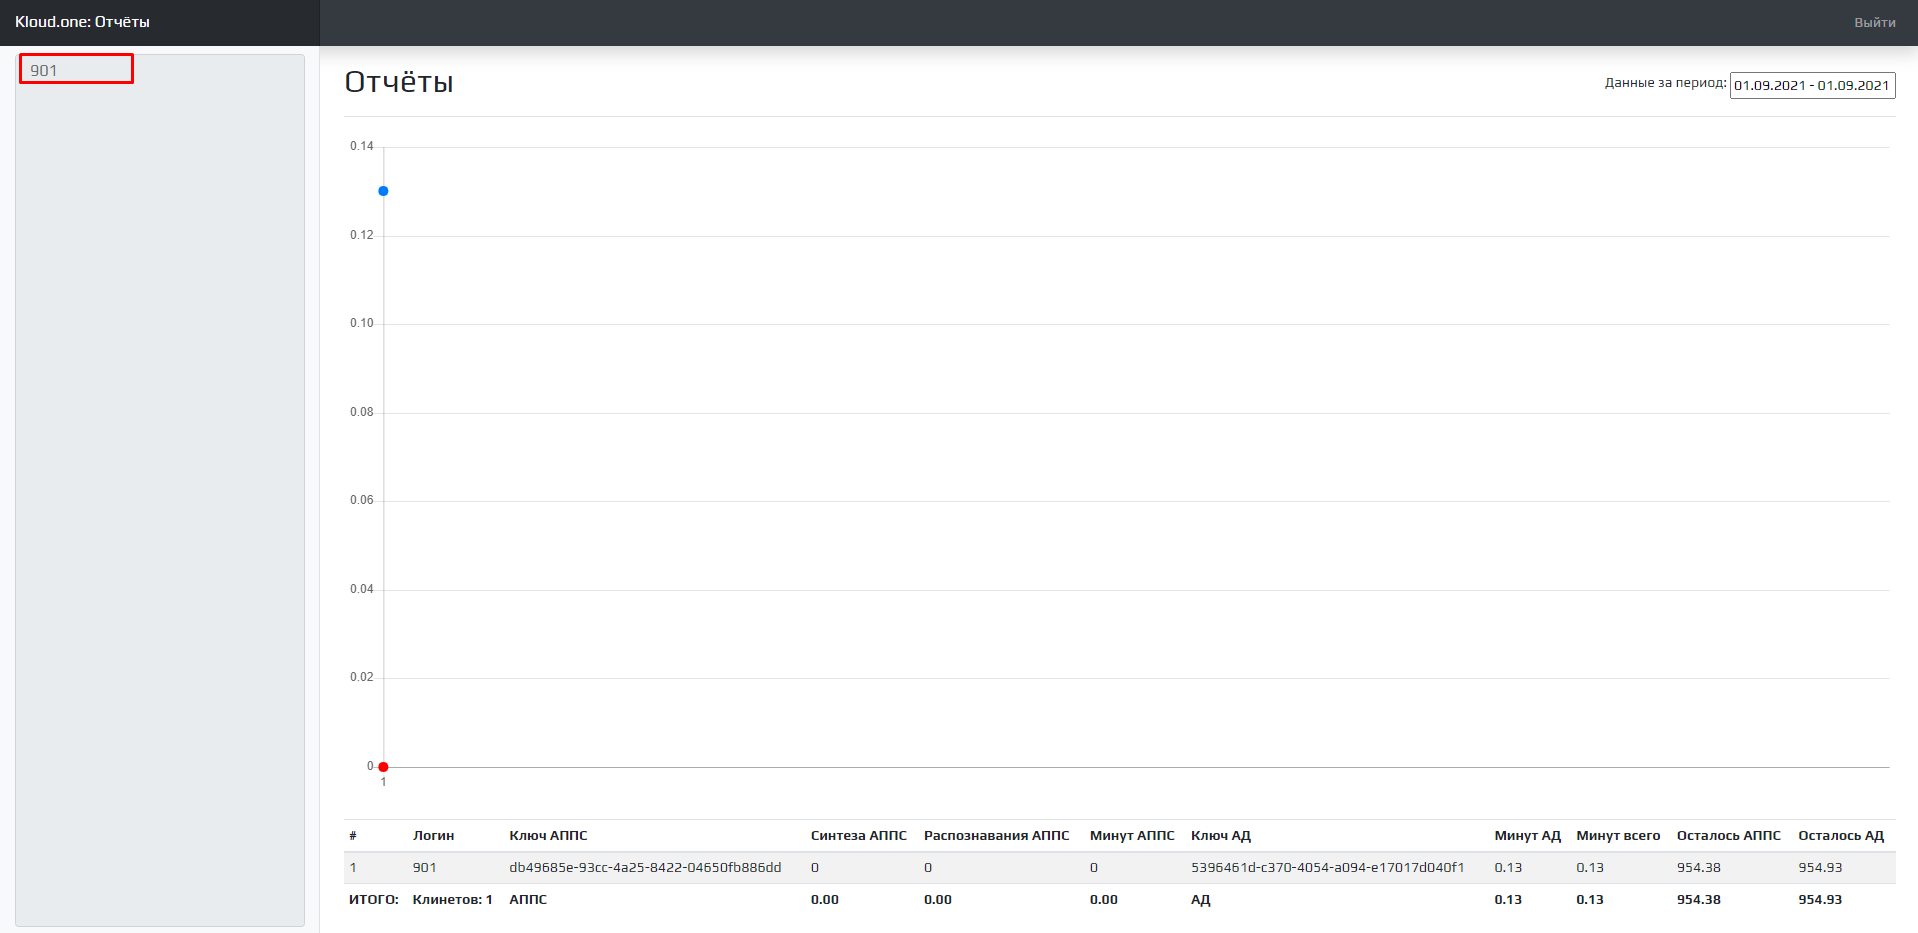 Kloud.one: Отчёты
Выйти
901
Отчёты
Данные за период: 01.09.2021 - 01.09.2021
0.14
0.12
0.10
0.08
0.06
0.04
0.02
0
1
# Логин Ключ АППС Синтеза АППС Распознавания АППС Минут АППС Ключ АД Минут АД Минут всего Осталось АППС Осталось АД
1 901 db49685e-93cc-4a25-8422-04650fb886dd 0 0 0 5396461d-c370-4054-a094-e17017d040f1 0.13 0.13 954.38 954.93
ИТОГО: Клинетов: 1 АППС 0.00 0.00 0.00 АД 0.13 0.13 954.38 954.93